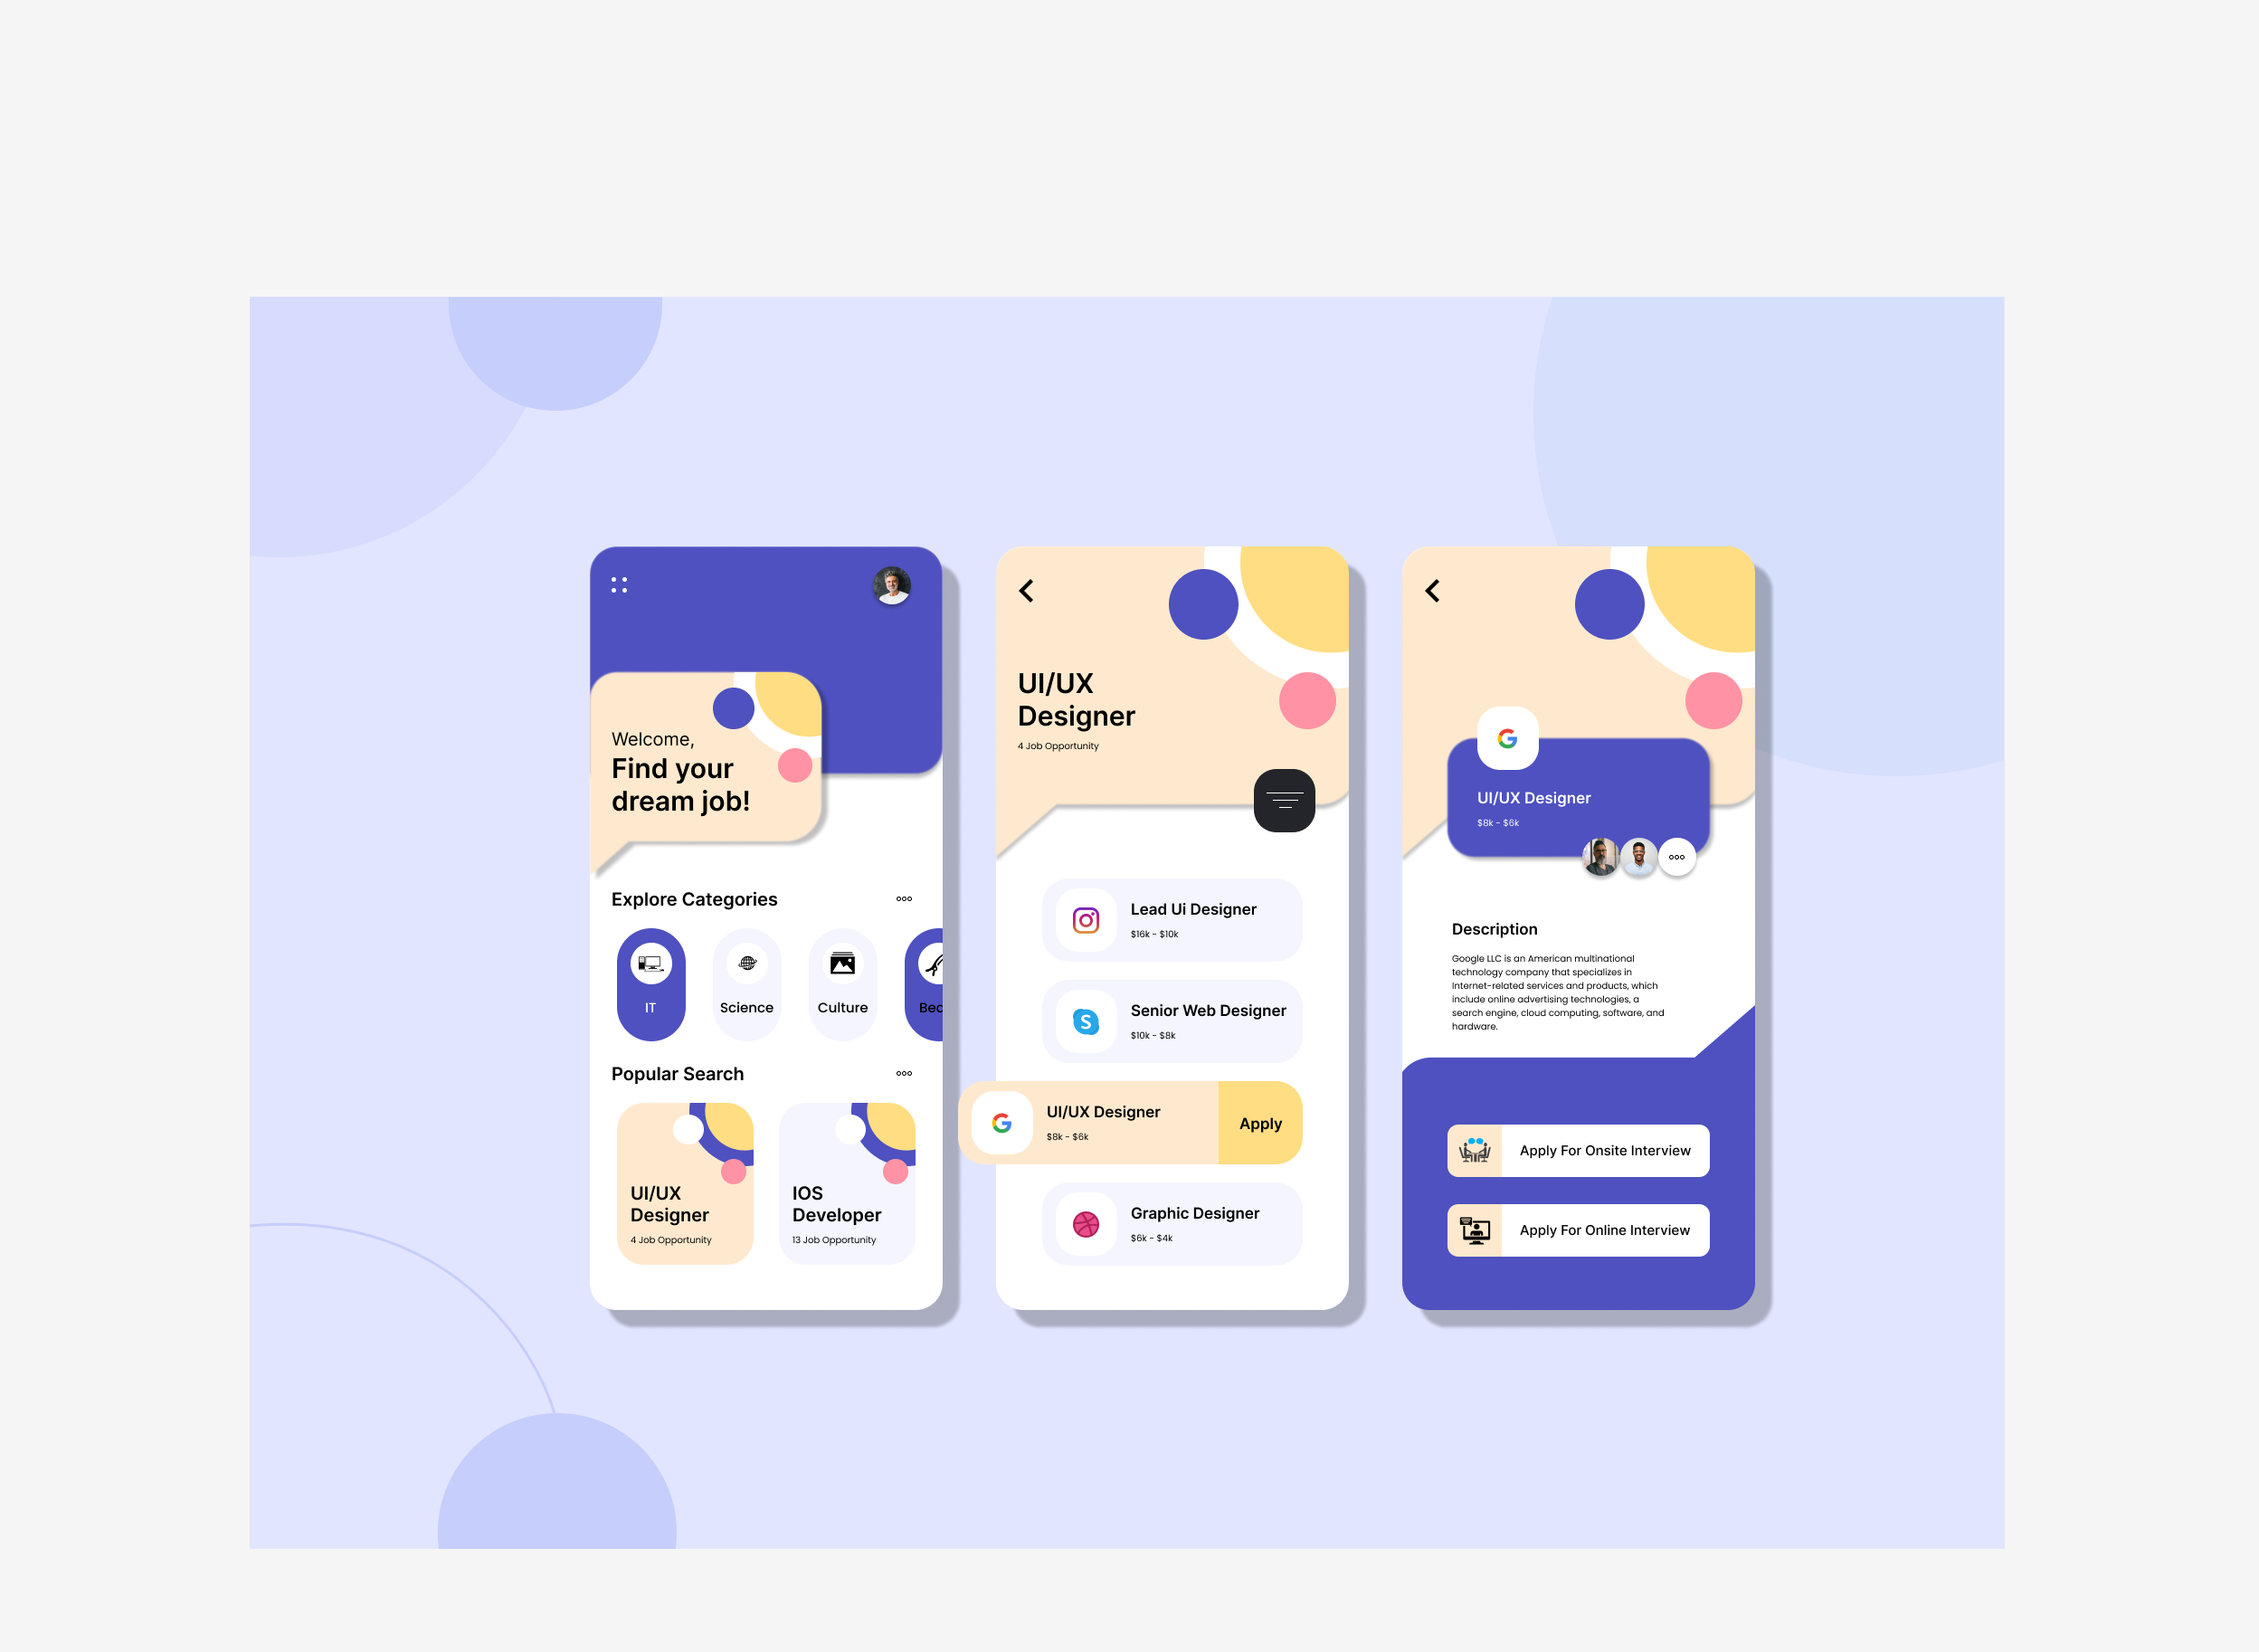 Welcome,
Find your
dream job!
Explore Categories
IT
Science
Culture
Popular Search
UI/UX
Designer
4 Job Opportunity
IOS
Developer
13 Job Opportunity
UI/UX
Designer
4 Job Opportunity
Lead Ui Designer
$16k - $10k
Senior Web Designer
$10k - $8k
UI/UX Designer
$8k - $6k
Apply
Graphic Designer
$6k - $4k
UI/UX Designer
$8k - $6k
Description
Google LLC is an American multinational
technology company that specializes in
Internet-related services and products, which
include online advertising technologies, a
search engine, cloud computing, software, and
hardware.
Apply For Onsite Interview
Apply For Online Interview